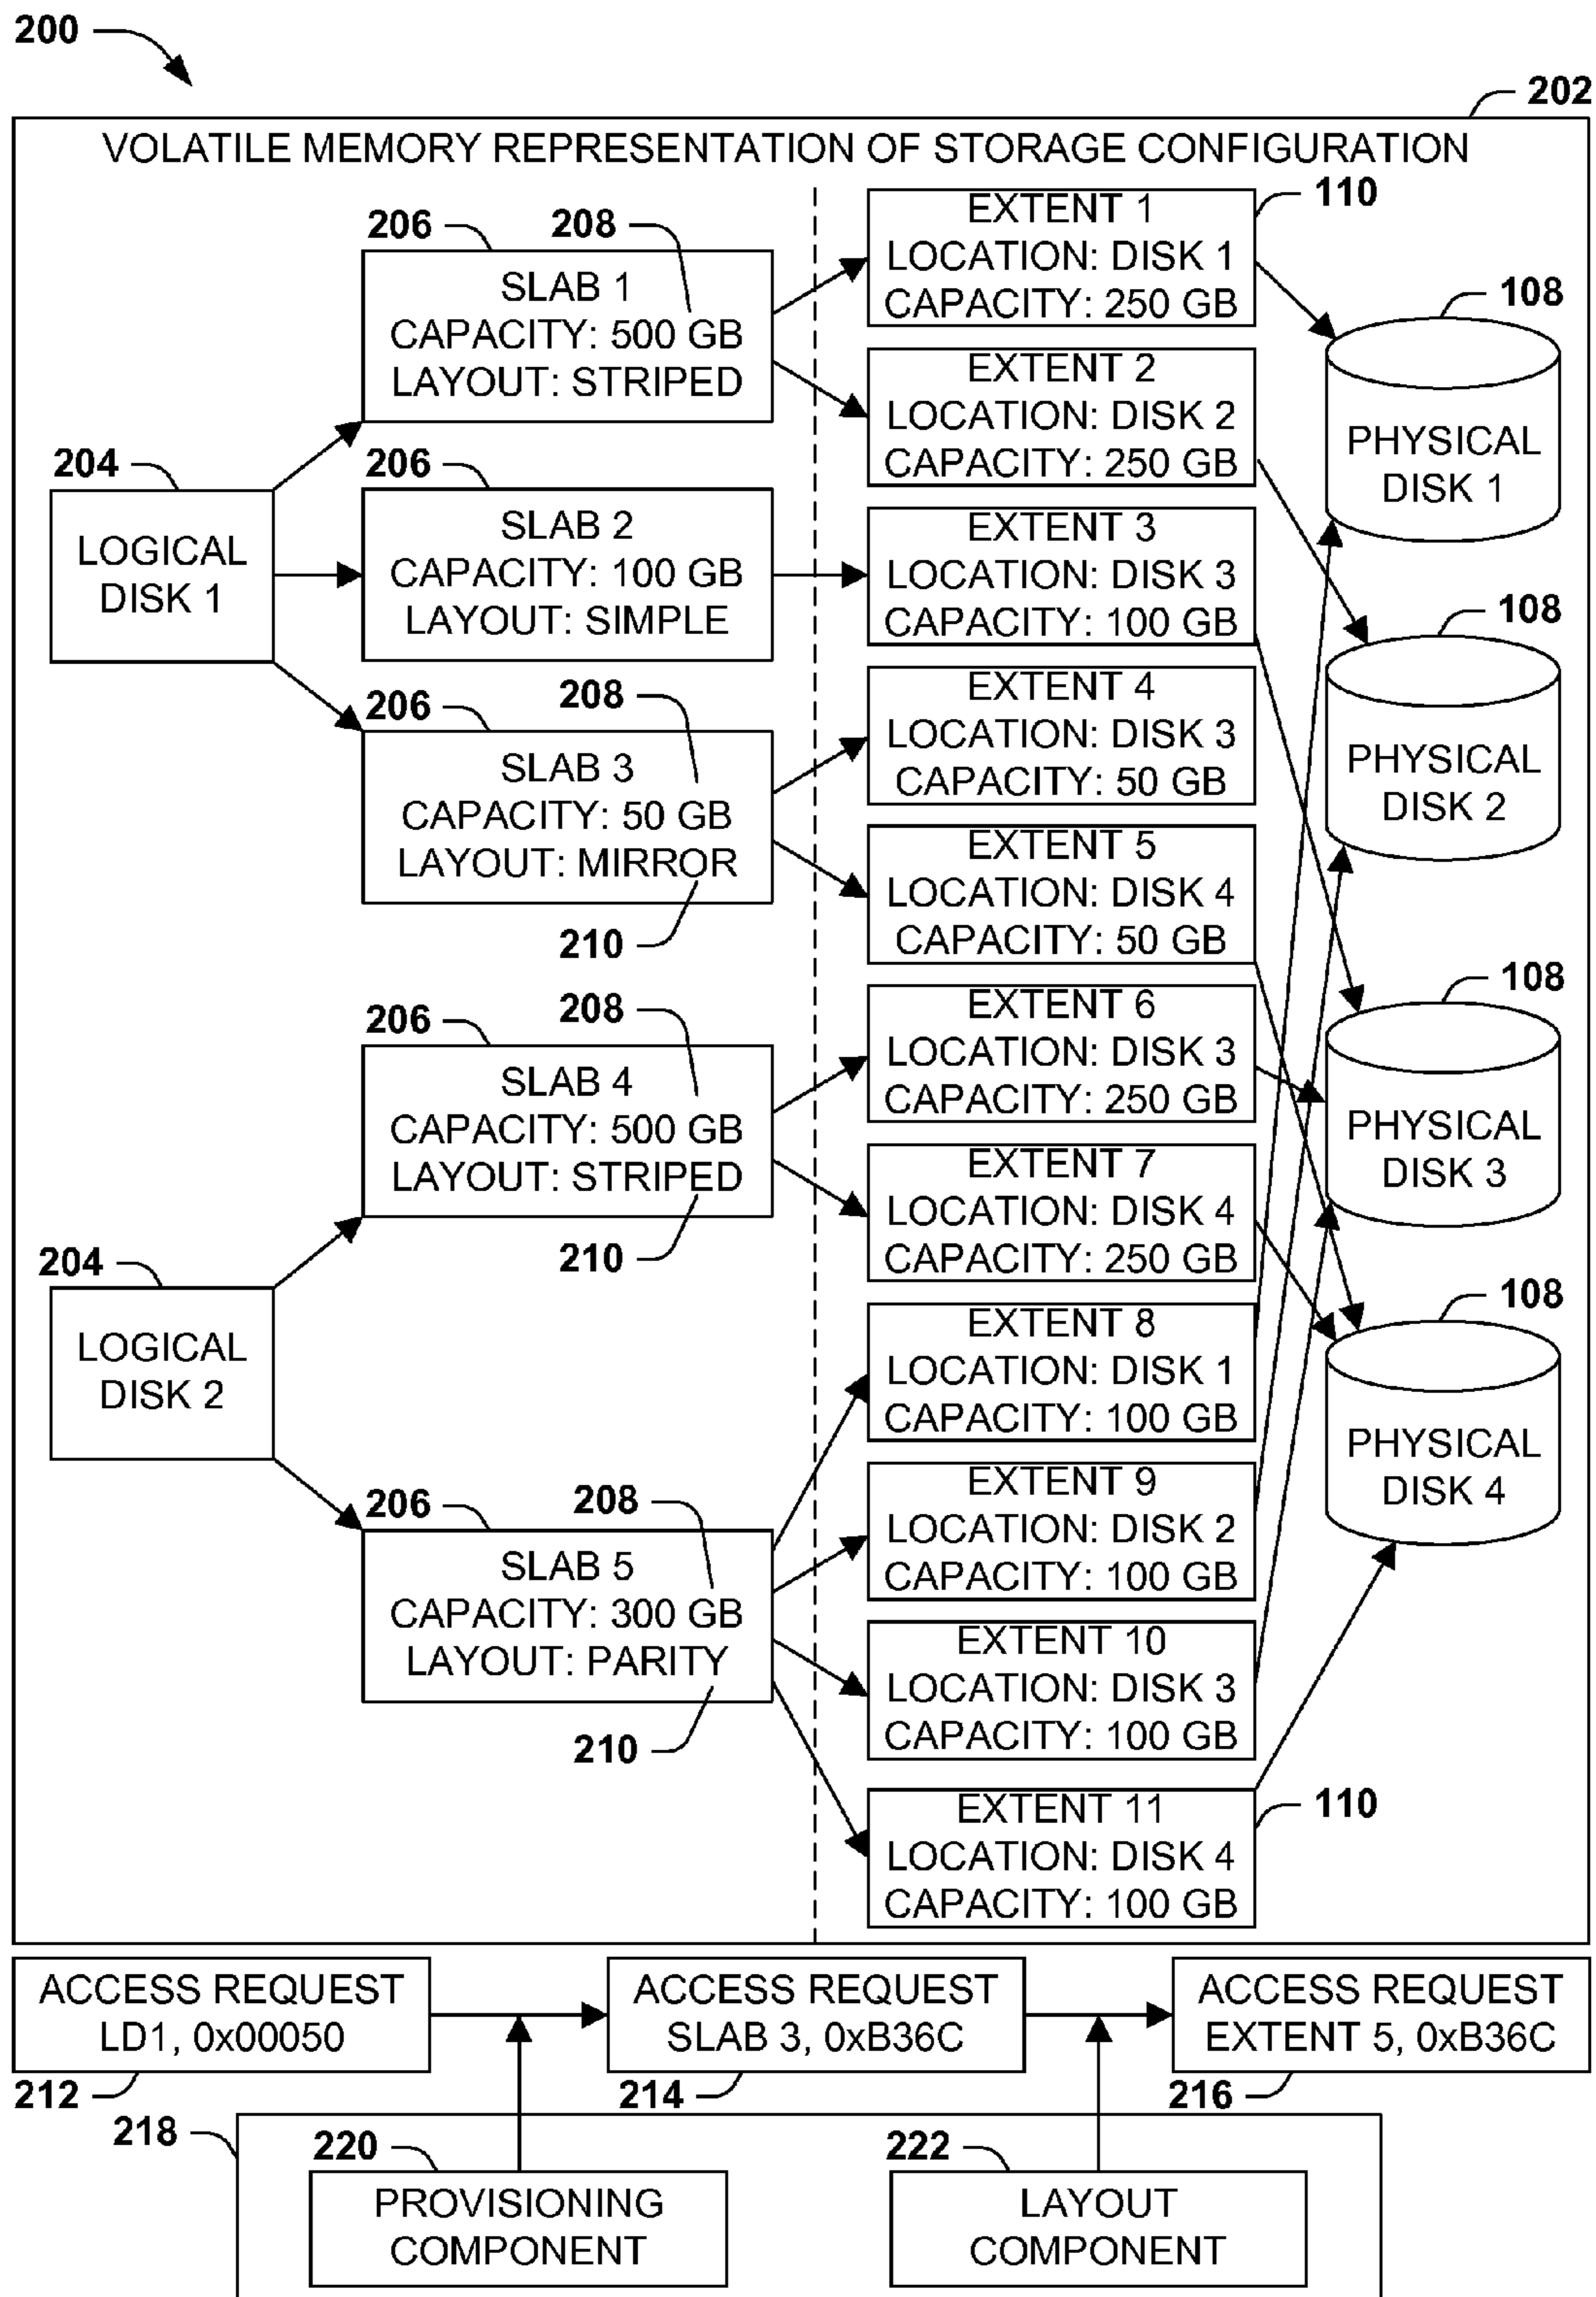 200
202
VOLATILE MEMORY REPRESENTATION OF STORAGE CONFIGURATION
204
LOGICAL
DISK 1
206
208
SLAB 1
CAPACITY: 500 GB
LAYOUT: STRIPED
206
SLAB 2
CAPACITY: 100 GB
LAYOUT: SIMPLE
206
208
SLAB 3
CAPACITY: 50 GB
LAYOUT: MIRROR
210
204
LOGICAL
DISK 2
206
208
SLAB 4
CAPACITY: 500 GB
LAYOUT: STRIPED
210
206
208
SLAB 5
CAPACITY: 300 GB
LAYOUT: PARITY
210
110
EXTENT 1
LOCATION: DISK 1
CAPACITY: 250 GB
EXTENT 2
LOCATION: DISK 2
CAPACITY: 250 GB
EXTENT 3
LOCATION: DISK 3
CAPACITY: 100 GB
EXTENT 4
LOCATION: DISK 3
CAPACITY: 50 GB
EXTENT 5
LOCATION: DISK 4
CAPACITY: 50 GB
EXTENT 6
LOCATION: DISK 3
CAPACITY: 250 GB
EXTENT 7
LOCATION: DISK 4
CAPACITY: 250 GB
EXTENT 8
LOCATION: DISK 1
CAPACITY: 100 GB
EXTENT 9
LOCATION: DISK 2
CAPACITY: 100 GB
EXTENT 10
LOCATION: DISK 3
CAPACITY: 100 GB
110
EXTENT 11
LOCATION: DISK 4
CAPACITY: 100 GB
108
PHYSICAL
DISK 1
108
PHYSICAL
DISK 2
108
PHYSICAL
DISK 3
108
PHYSICAL
DISK 4
ACCESS REQUEST
LD1, 0x00050
212
ACCESS REQUEST
SLAB 3, 0xB36C
214
ACCESS REQUEST
EXTENT 5, 0xB36C
216
218
220
PROVISIONING
COMPONENT
222
LAYOUT
COMPONENT